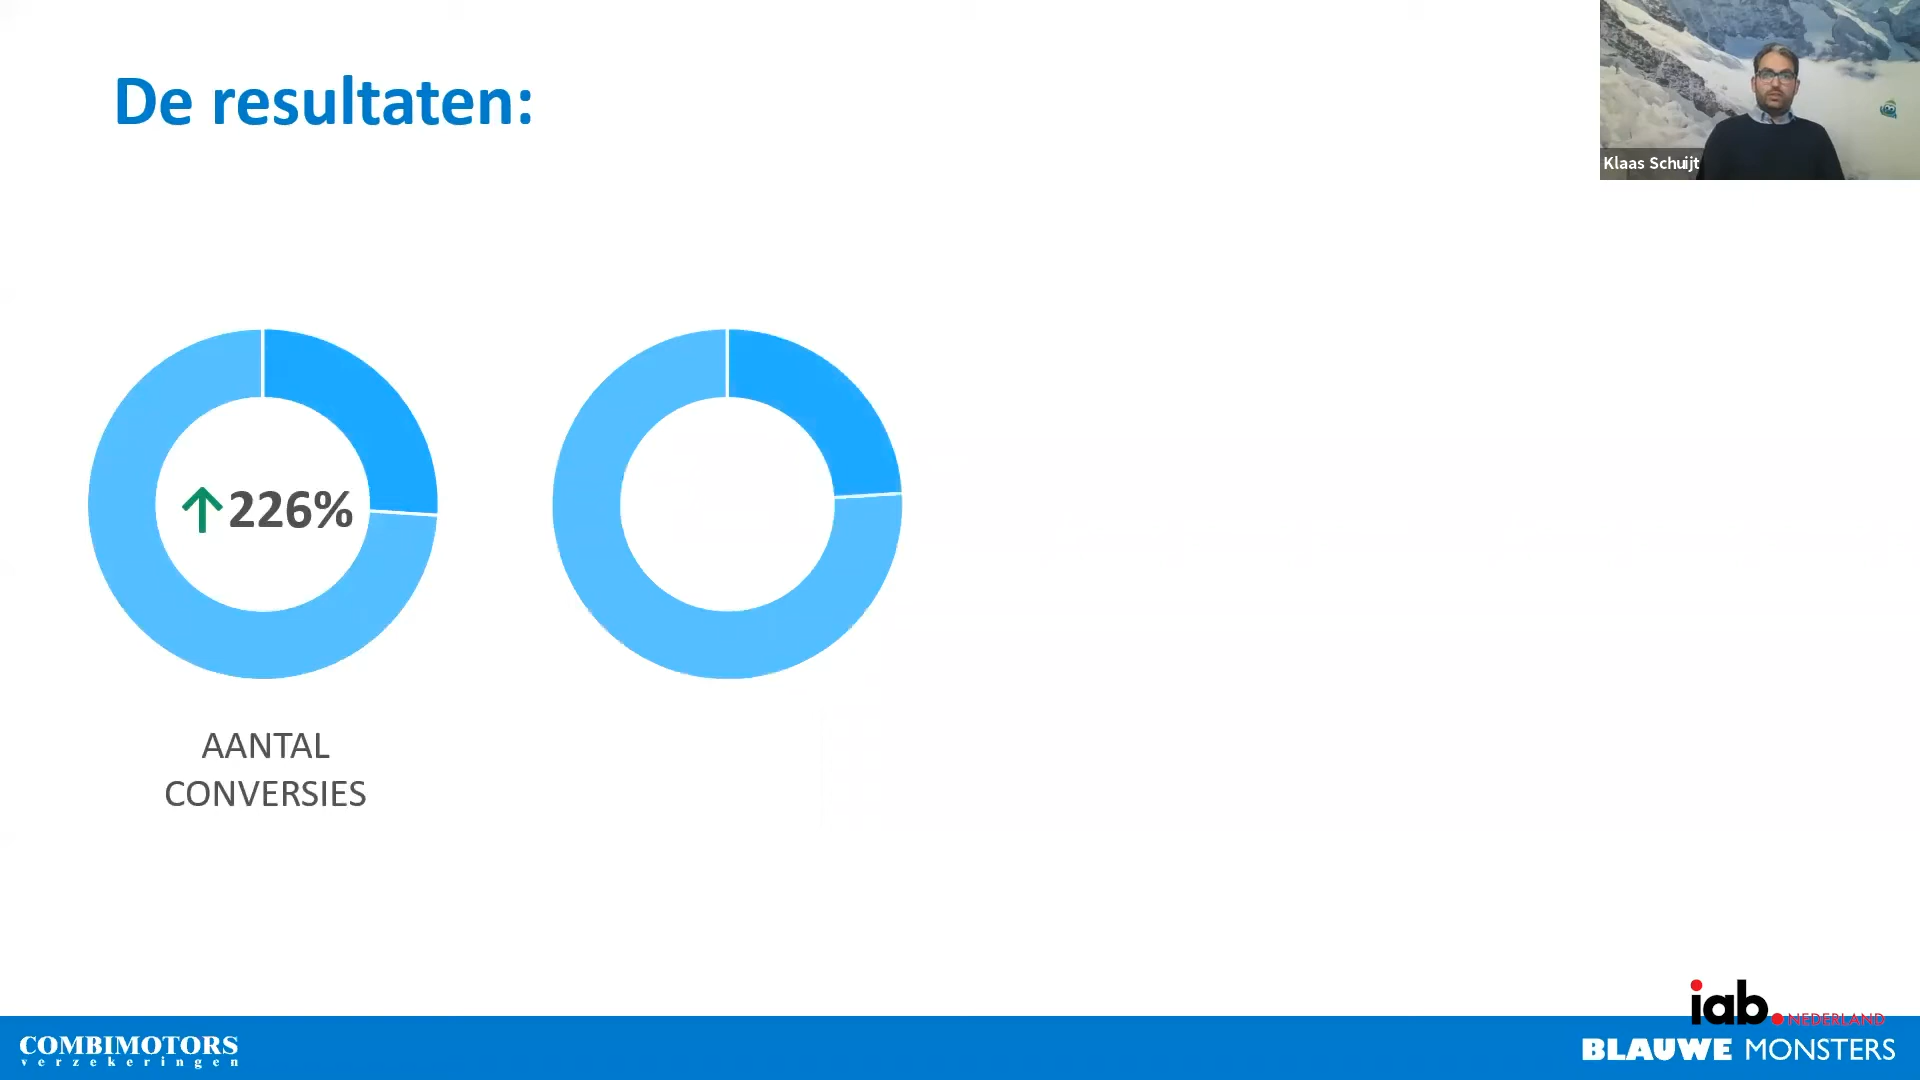 De resultaten:
Klaas Schuijt
↑226%
AANTAL
CONVERSIES
iab.NEDERLAND
COMBIMOTORS
verzekeringen
BLAUWE MONSTERS